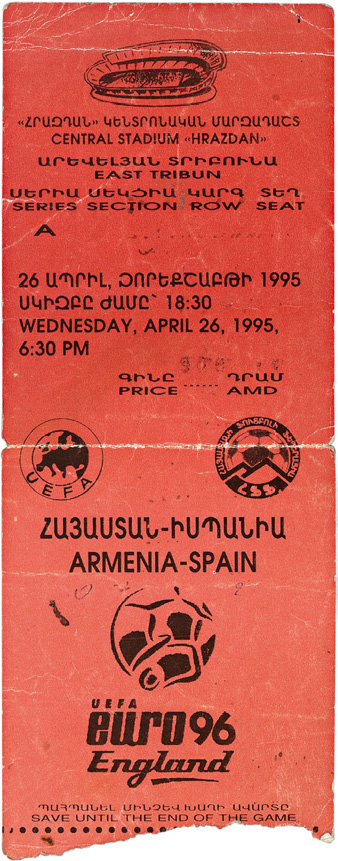 «ՀՐԱԶԴԱՆ» ԿԵՆՏՐՈՆԱԿԱՆ ՄԱՐԶԱԴԱՇՏ
CENTRAL STADIUM «HRAZDAN»
ԱՐԵՎԵԼՅԱՆ ՏՐԻԲՈՒՆԱ
EAST TRIBUN
ՍԵՐԻԱ ՍԵԿՑԻԱ ԿԱՐԳ ՏԵՂ
SERIES SECTION ROW SEAT
A
26 ԱՊՐԻԼ, ՉՈՐԵՔՇԱԲԹԻ 1995
ՍԿԻԶԲԸ ԺԱՄԸ՝ 18:30
WEDNESDAY, APRIL 26, 1995,
6:30 PM
ԳԻՆԸ ...... ԴՐԱՄ
PRICE AMD
UEFA
ՀՖՖ
ՀԱՅԱՍՏԱՆ-ԻՍՊԱՆԻԱ
ARMENIA-SPAIN
UEFA
euro96
England
ՊԱՀՊԱՆԵԼ ՄԻՆՉԵՎ ԽԱՂԻ ԱՎԱՐՏԸ
SAVE UNTIL THE END OF THE GAME